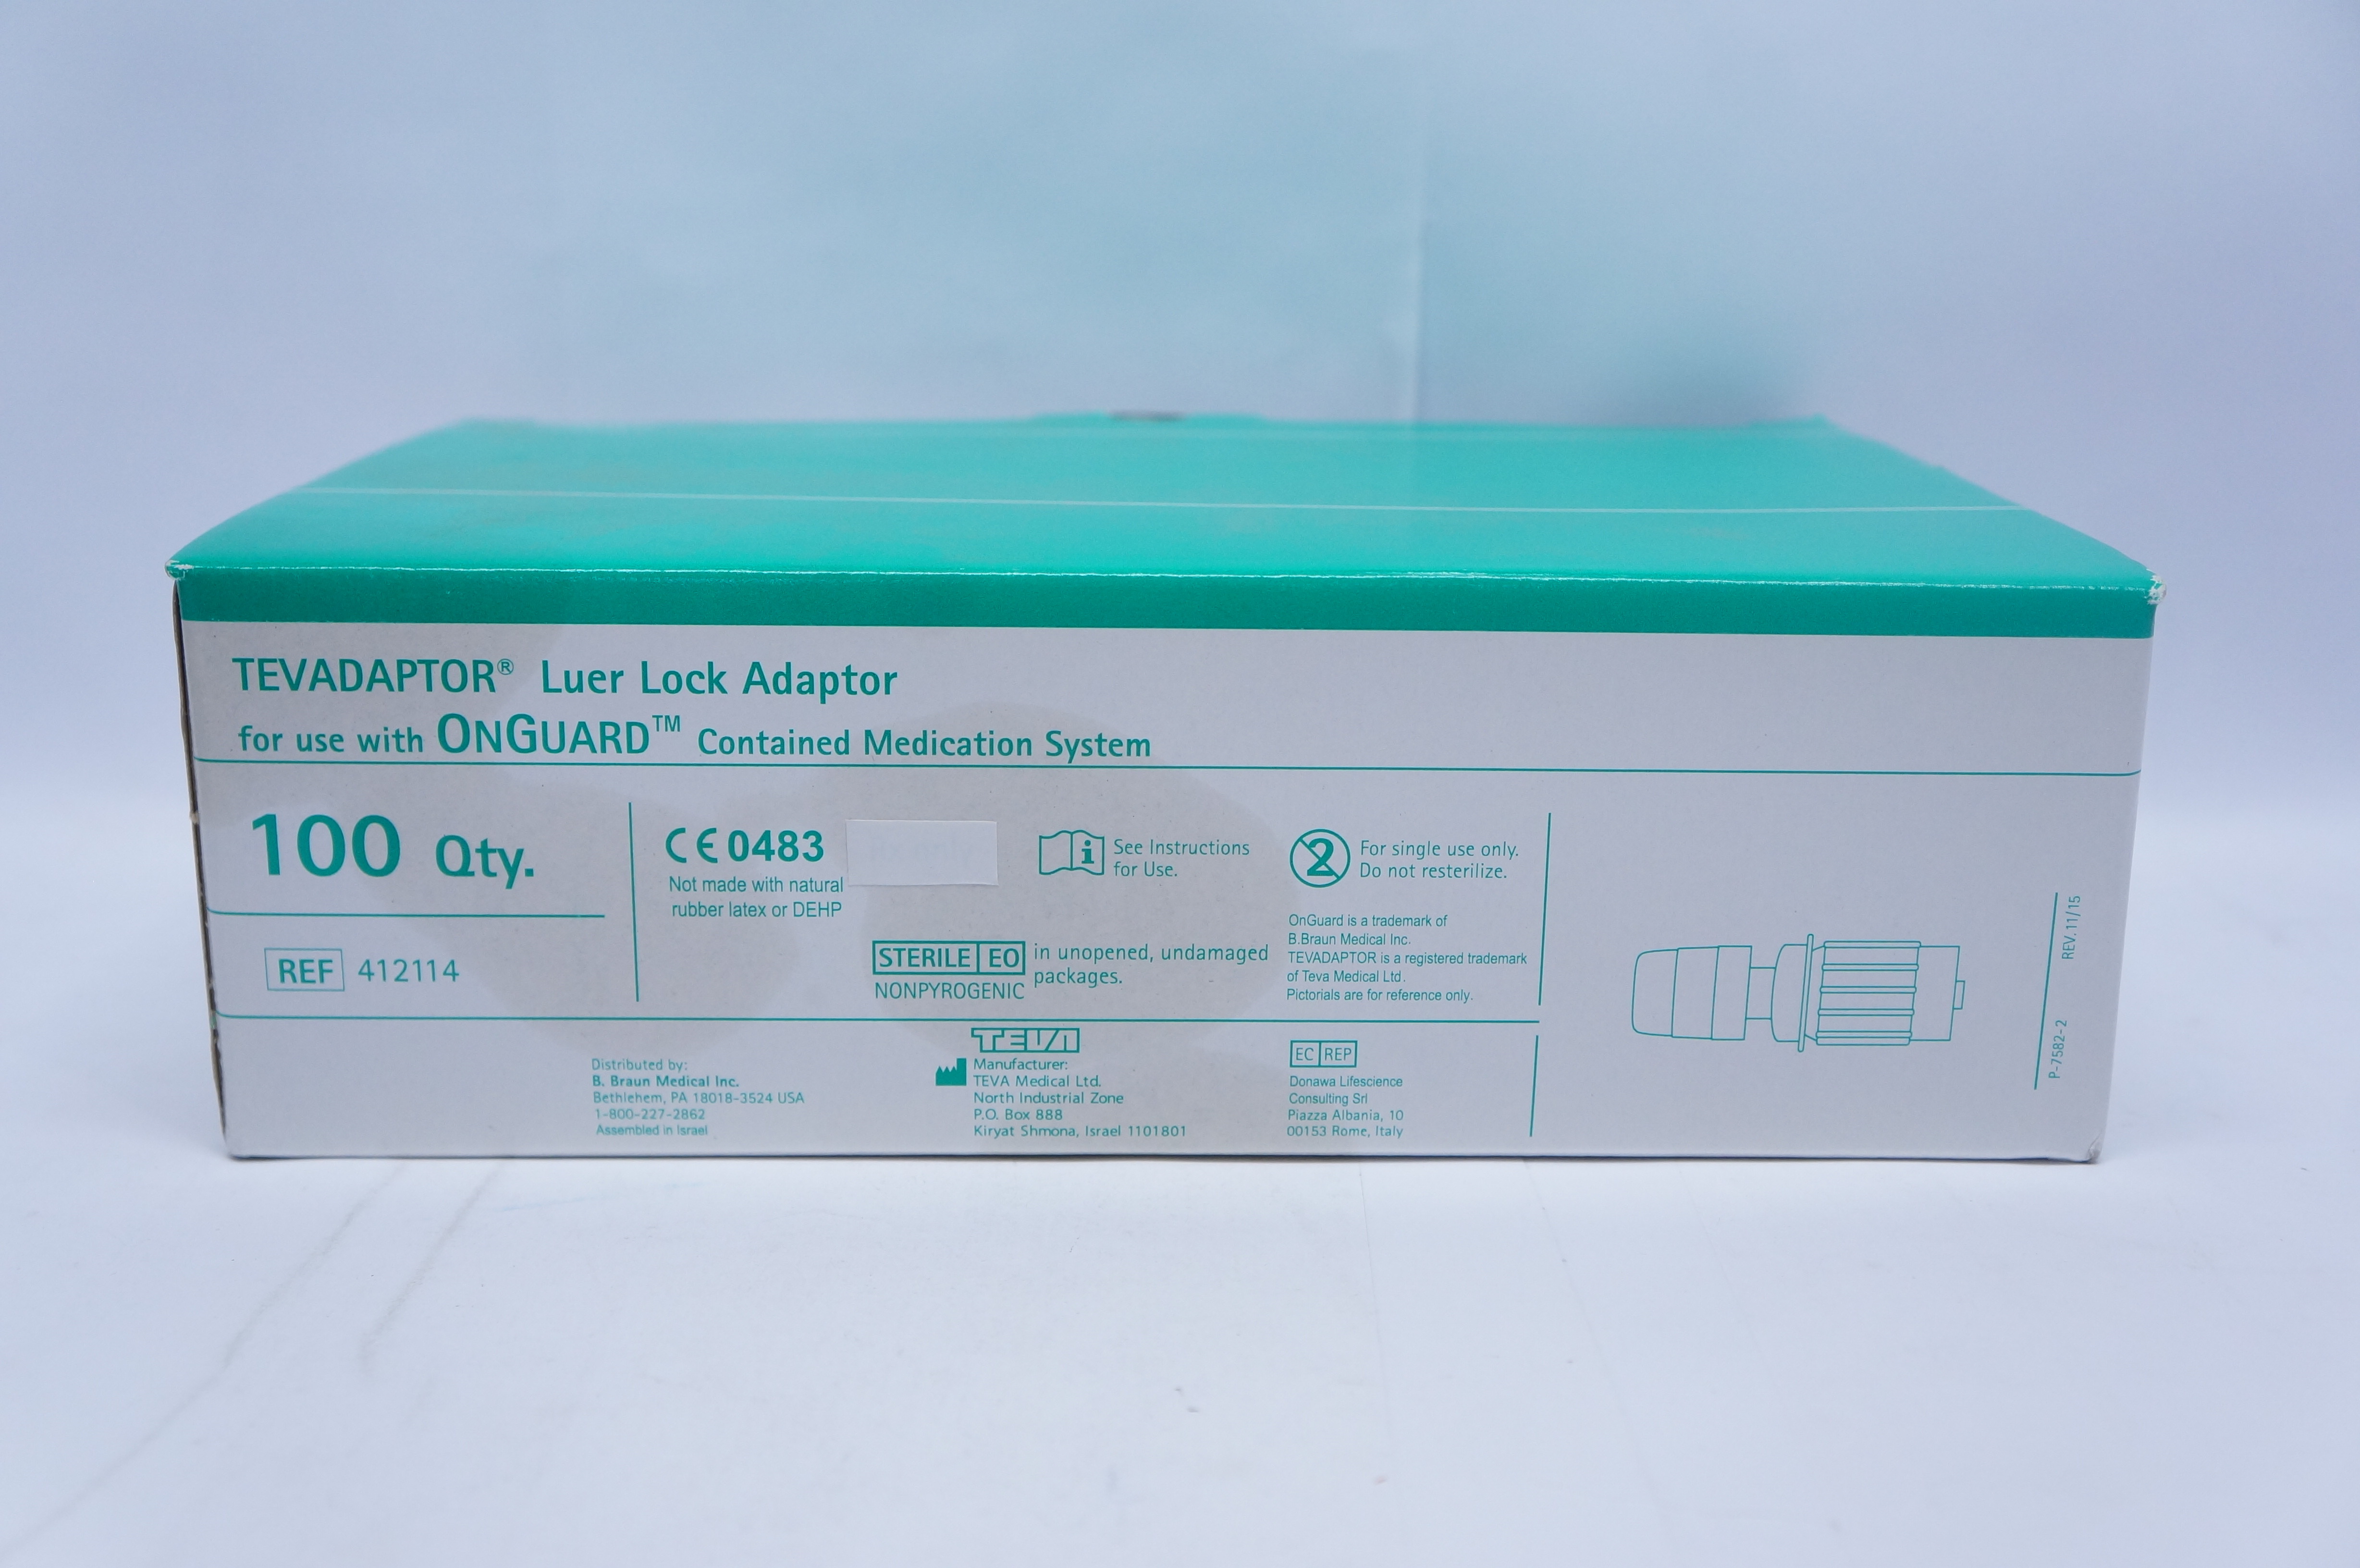 TEVADAPTOR® Luer Lock Adaptor
for use with ONGUARD™ Contained Medication System
100 Qty.
REF 412114
CE 0483
Not made with natural
rubber latex or DEHP
See Instructions
for Use.
2 For single use only.
Do not resterilize.
STERILE EO in unopened, undamaged
packages.
NONPYROGENIC
OnGuard is a trademark of
B.Braun Medical Inc.
TEVADAPTOR is a registered trademark
of Teva Medical Ltd.
Pictorials are for reference only.
Distributed by:
B. Braun Medical Inc.
Bethlehem, PA 18018-3524 USA
1-800-227-2862
Assembled in Israel
TEVA
Manufacturer:
TEVA Medical Ltd.
North Industrial Zone
P.O. Box 888
Kiryat Shmona, Israel 1101801
EC REP
Donawa Lifescience
Consulting Srl
Piazza Albania, 10
00153 Rome, Italy
P-7582-2 REV. 11/15